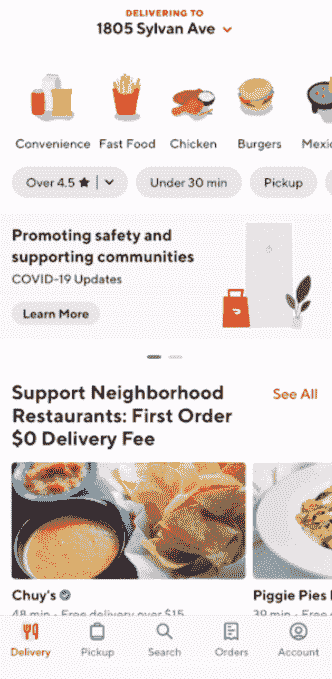 DELIVERING TO
1805 Sylvan Ave
Convenience Fast Food Chicken Burgers Mexic
Over 4.5 ★ Under 30 min Pickup
Promoting safety and
supporting communities
COVID-19 Updates
Learn More
Support Neighborhood See All
Restaurants: First Order
$0 Delivery Fee
Chuy's Piggie Pies
48 min · Free delivery over $15 39 min · Free
Delivery Pickup Search Orders Account